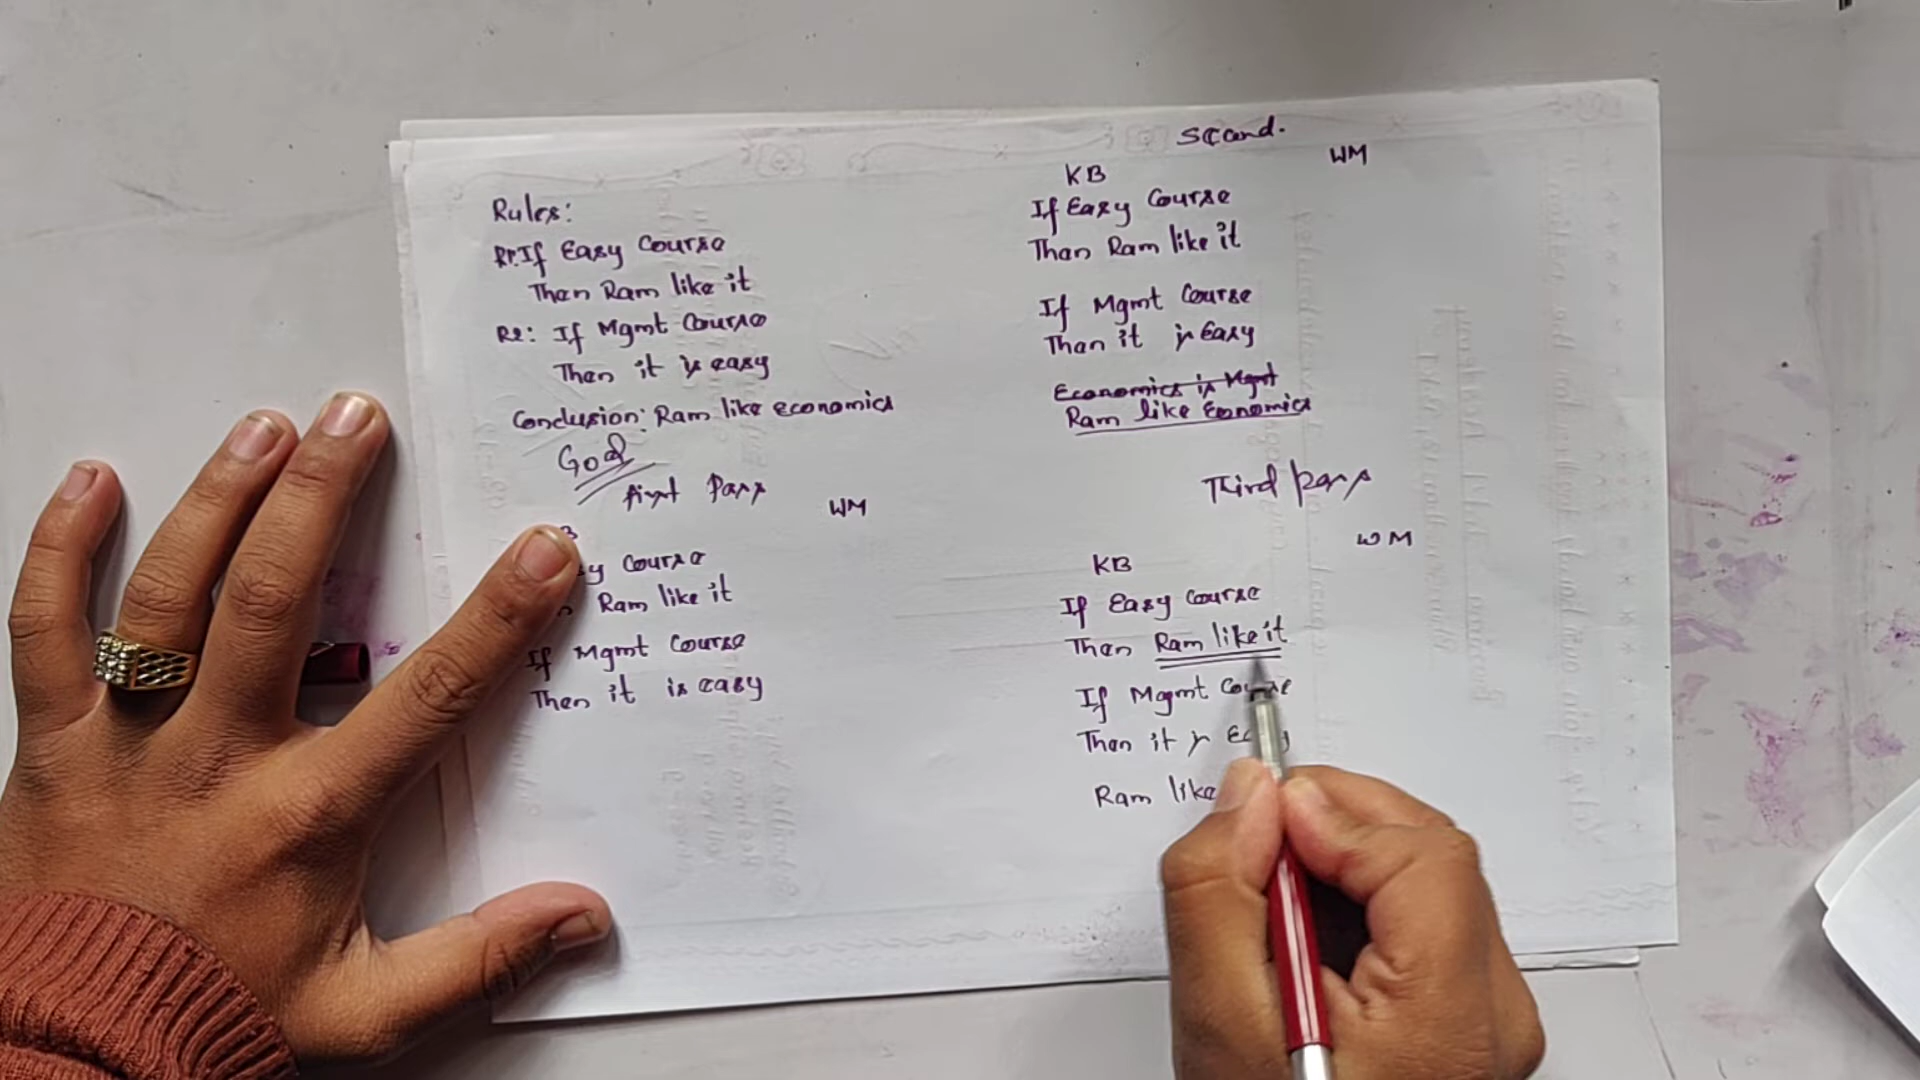 Rules:
R1: If Easy Course
Then Ram like it
R2: If Mgmt Course
Then it is easy
Conclusion: Ram like economics
Goal
First Pass
WM
B
y Course
n Ram like it
If Mgmt Course
Then it is easy
Scand.
KB
WM
If Easy Course
Then Ram like it
If Mgmt Course
Then it is Easy
Economics is Mgmt
Ram like Economics
Third pass
KB
WM
If Easy Course
Then Ram like it
If Mgmt Course
Then it is
Ram like